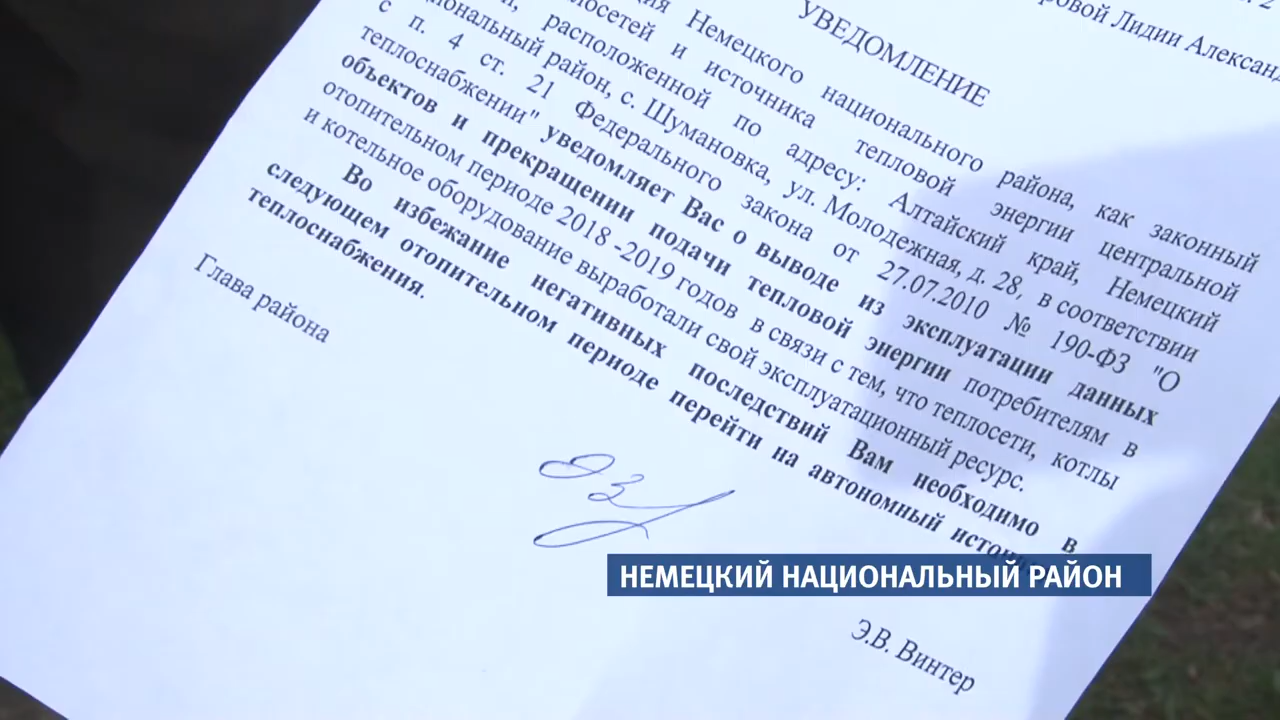 ровой Лидии Александ
УВЕДОМЛЕНИЕ
Немецкого национального района, как законный
и источника тепловой энергии центральной
расположенной по адресу: Алтайский край, Немецкий
район, с. Шумановка, ул. Молодежная, д. 28, в соответствии
с п. 4 ст. 21 Федерального закона от 27.07.2010 № 190-ФЗ "О
теплоснабжении" уведомляет Вас о выводе из эксплуатации данных
объектов и прекращении подачи тепловой энергии потребителям в
отопительном периоде 2018 -2019 годов в связи с тем, что теплосети, котлы
и котельное оборудование выработали свой эксплуатационный ресурс.
Во избежание негативных последствий Вам необходимо в
следующем отопительном периоде перейти на автономный источ
теплоснабжения.
Глава района
Э.В. Винтер
НЕМЕЦКИЙ НАЦИОНАЛЬНЫЙ РАЙОН